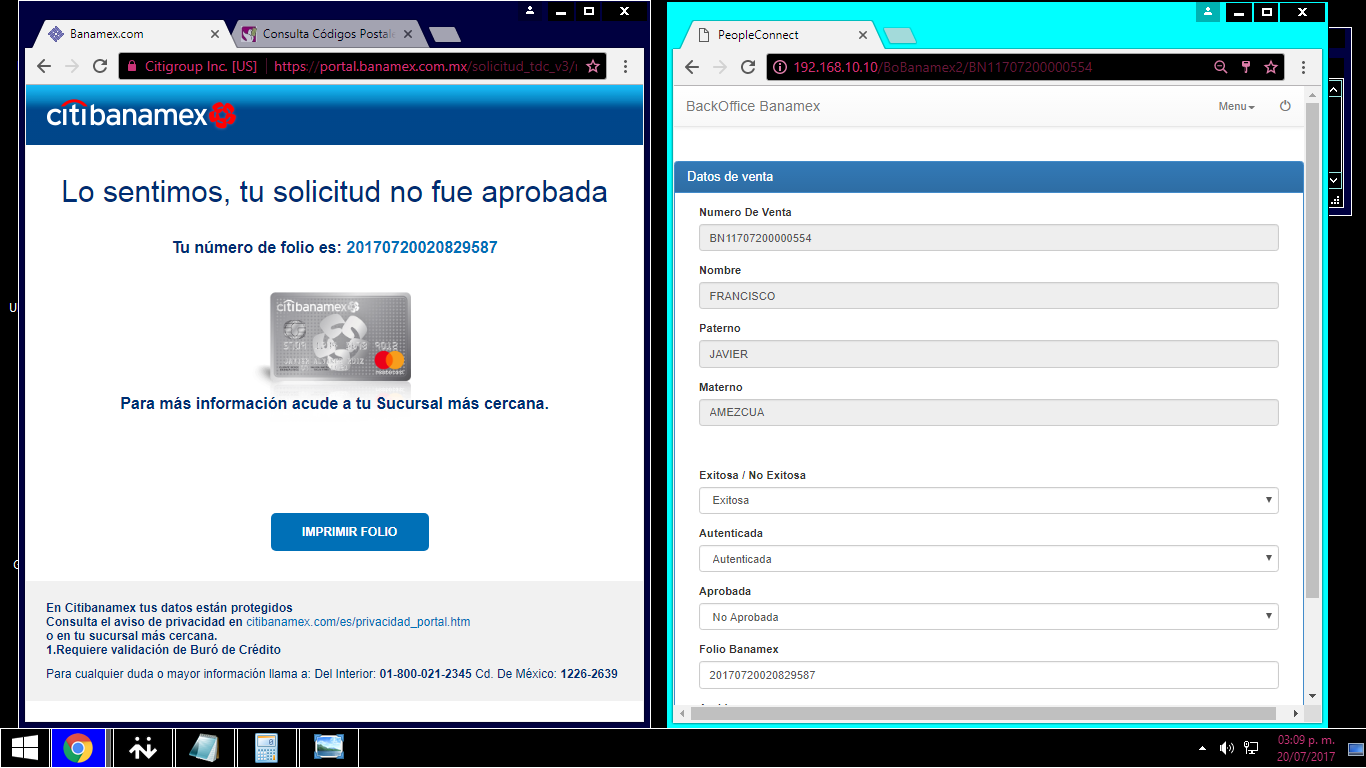 Banamex.com
Consulta Códigos Postale
Citigroup Inc. [US] https://portal.banamex.com.mx/solicitud_tdc_v3/
citibanamex
Lo sentimos, tu solicitud no fue aprobada
Tu número de folio es: 20170720020829587
citibanamex
Para más información acude a tu Sucursal más cercana.
IMPRIMIR FOLIO
En Citibanamex tus datos están protegidos
Consulta el aviso de privacidad en citibanamex.com/es/privacidad_portal.htm
o en tu sucursal más cercana.
1.Requiere validación de Buró de Crédito
Para cualquier duda o mayor información llama a: Del Interior: 01-800-021-2345 Cd. De México: 1226-2639
PeopleConnect
192.168.10.10/BoBanamex2/BN11707200000554
BackOffice Banamex
Menu
Datos de venta
Numero De Venta
BN11707200000554
Nombre
FRANCISCO
Paterno
JAVIER
Materno
AMEZCUA
Exitosa / No Exitosa
Exitosa
Autenticada
Autenticada
Aprobada
No Aprobada
Folio Banamex
20170720020829587
03:09 p. m.
20/07/2017